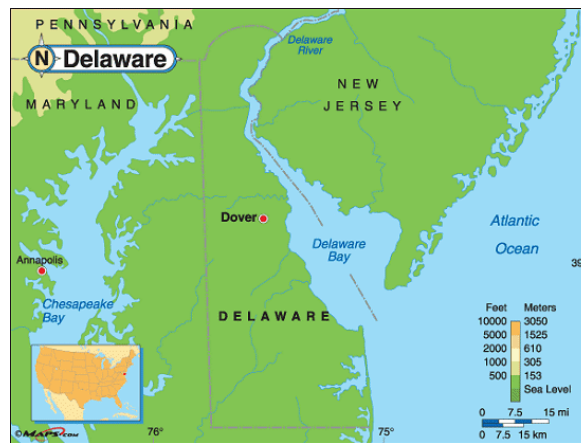 PENNSYLVANIA
N Delaware
MARYLAND
Delaware
River
NEW
JERSEY
Dover
Delaware
Bay
Atlantic
Ocean
Annapolis
Chesapeake
Bay
DELAWARE
39
Feet Meters
10000 3050
5000 1525
2000 610
1000 305
500 153
Sea Level
0 7.5 15 mi
0 7.5 15 km
76°
75°
©MAPS.COM